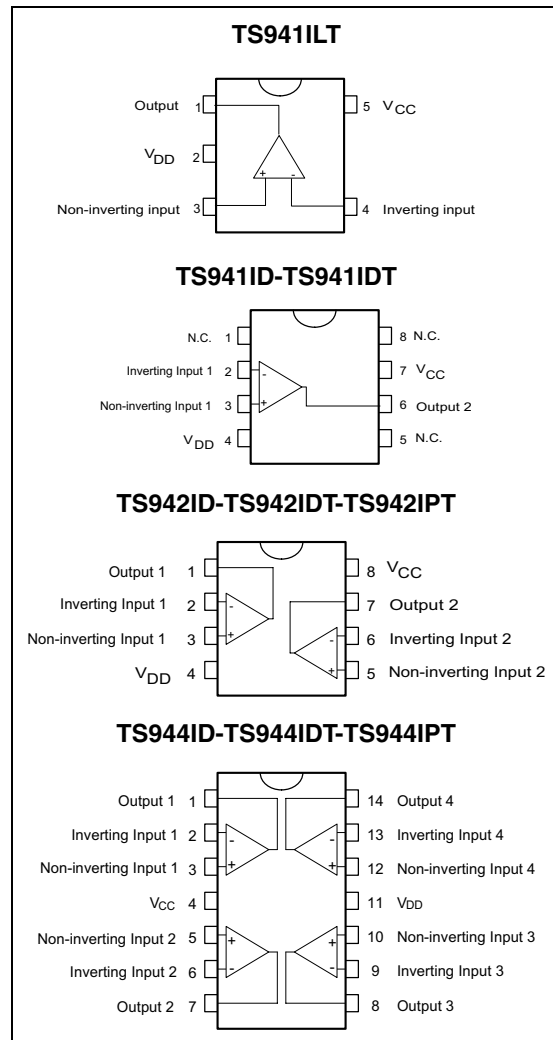 TS941ILT
Output 1 5 VCC
VDD 2
+ -
Non-inverting input 3 4 Inverting input
TS941ID-TS941IDT
N.C. 1 8 N.C.
Inverting Input 1 2 - 7 VCC
Non-inverting Input 1 3 + 6 Output 2
VDD 4 5 N.C.
TS942ID-TS942IDT-TS942IPT
Output 1 1 8 VCC
Inverting Input 1 2 - 7 Output 2
Non-inverting Input 1 3 + - 6 Inverting Input 2
VDD 4 + 5 Non-inverting Input 2
TS944ID-TS944IDT-TS944IPT
Output 1 1 14 Output 4
Inverting Input 1 2 - - 13 Inverting Input 4
Non-inverting Input 1 3 + + 12 Non-inverting Input 4
VCC 4 11 VDD
Non-inverting Input 2 5 + + 10 Non-inverting Input 3
Inverting Input 2 6 - - 9 Inverting Input 3
Output 2 7 8 Output 3